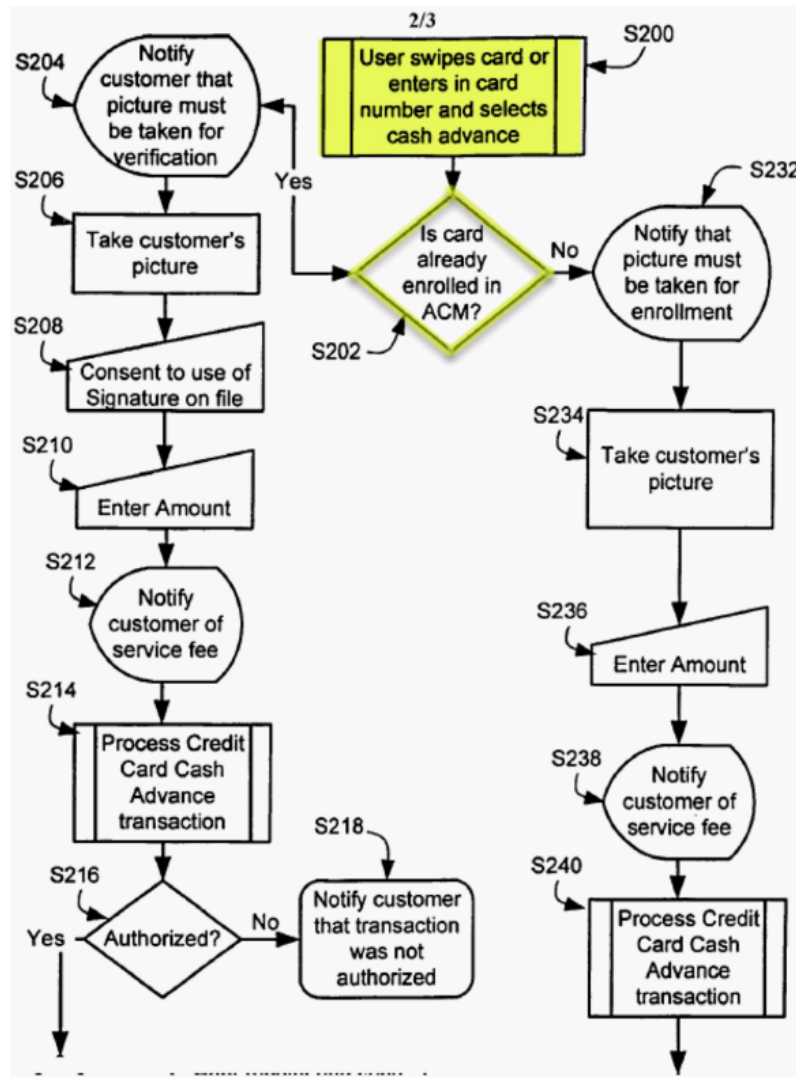 2/3
S200
User swipes card or
enters in card
number and selects
cash advance
S204
Notify
customer that
picture must
be taken for
verification
Yes
S202
Is card
already
enrolled in
ACM?
No
S232
Notify that
picture must
be taken for
enrollment
S206
Take customer's
picture
S208
Consent to use of
Signature on file
S210
Enter Amount
S212
Notify
customer of
service fee
S214
Process Credit
Card Cash
Advance
transaction
S216
Authorized?
Yes
No
S218
Notify customer
that transaction
was not
authorized
S234
Take customer's
picture
S236
Enter Amount
S238
Notify
customer of
service fee
S240
Process Credit
Card Cash
Advance
transaction